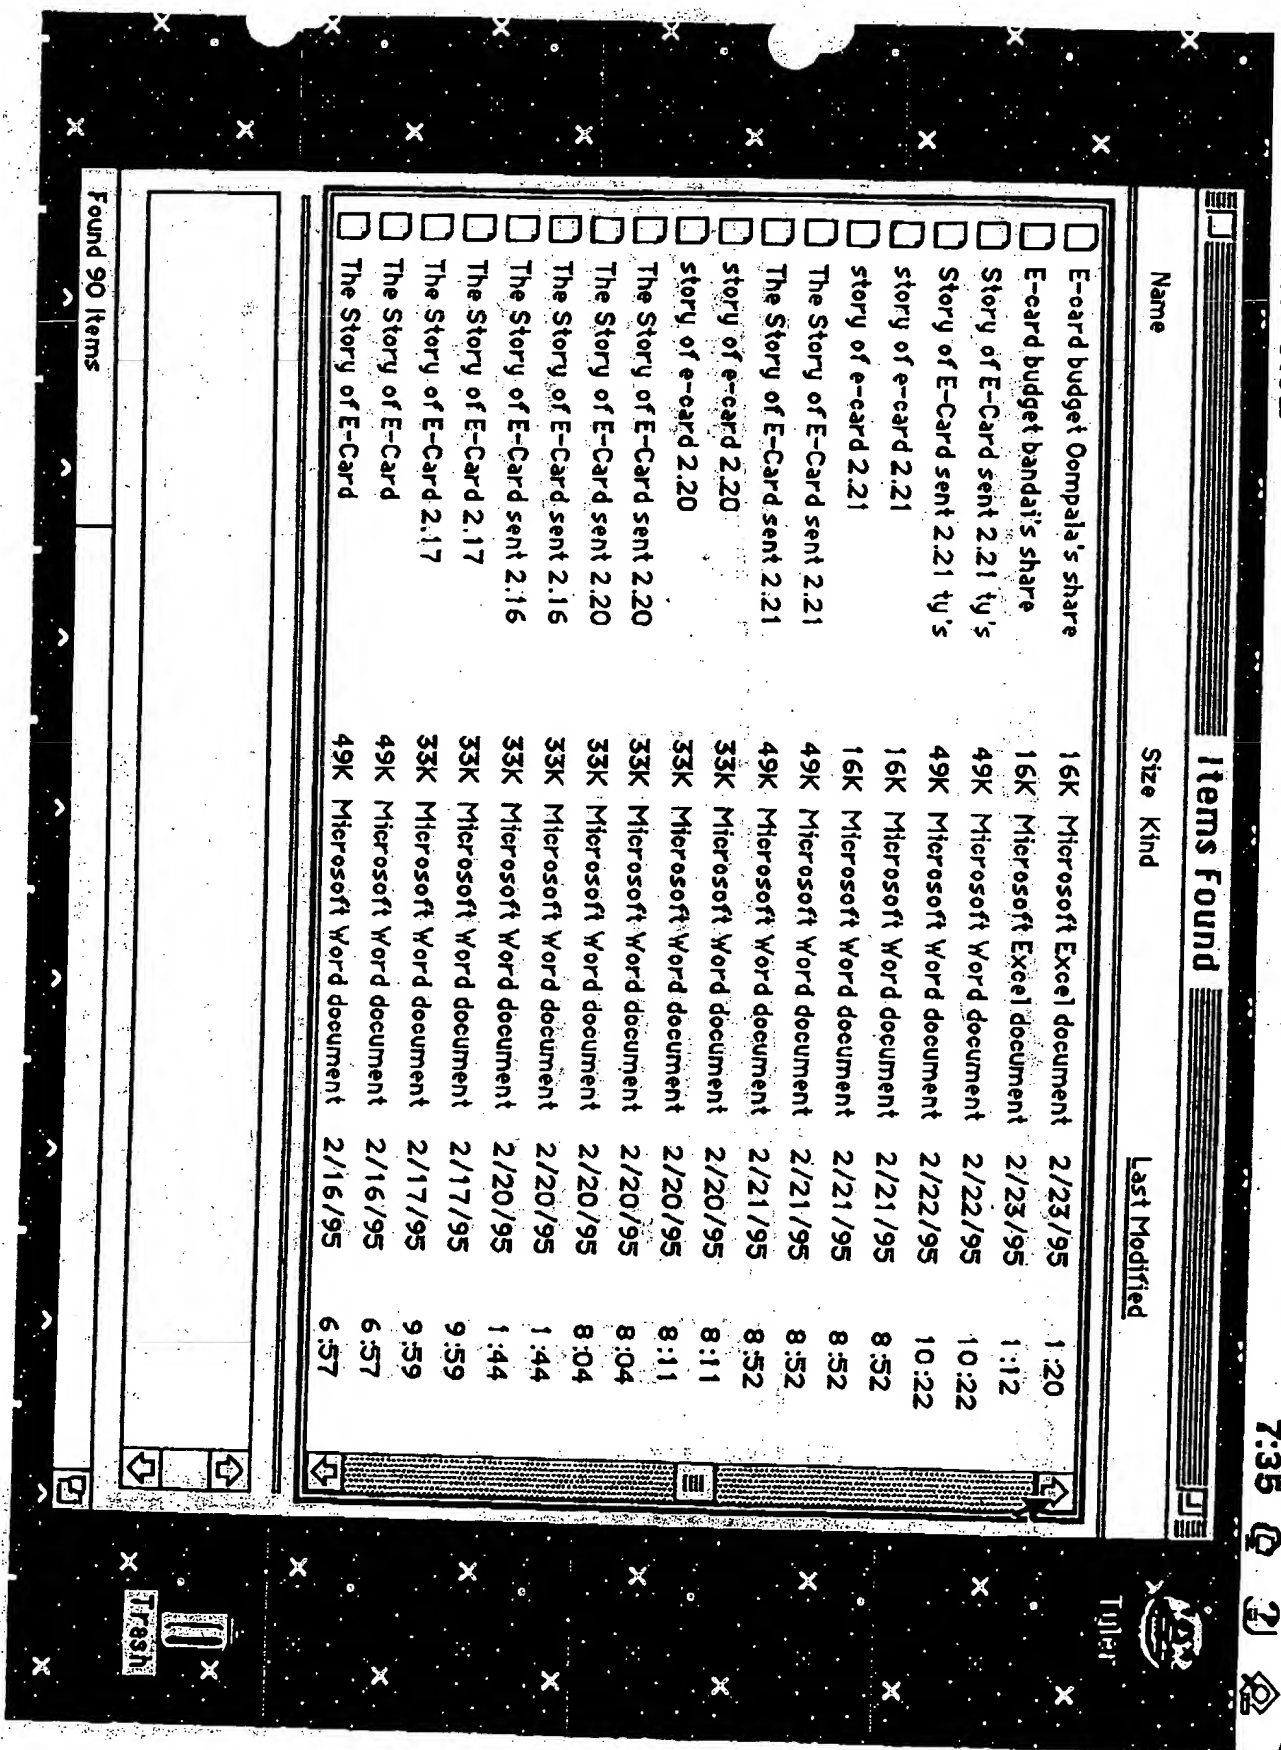 7:35
Items Found
Name Size Kind Last Modified
E-card budget Oompala's share 16K Microsoft Excel document 2/23/95 1:20
E-card budget bandai's share 16K Microsoft Excel document 2/23/95 1:12
Story of E-Card sent 2.21 ty's 49K Microsoft Word document 2/22/95 10:22
Story of E-Card sent 2.21 ty's 49K Microsoft Word document 2/22/95 10:22
story of e-card 2.21 16K Microsoft Word document 2/21/95 8:52
story of e-card 2.21 16K Microsoft Word document 2/21/95 8:52
The Story of E-Card sent 2.21 49K Microsoft Word document 2/21/95 8:52
The Story of E-Card sent 2.21 49K Microsoft Word document 2/21/95 8:52
story of e-card 2.20 33K Microsoft Word document 2/20/95 8:11
story of e-card 2.20 33K Microsoft Word document 2/20/95 8:11
The Story of E-Card sent 2.20 33K Microsoft Word document 2/20/95 8:04
The Story of E-Card sent 2.20 33K Microsoft Word document 2/20/95 8:04
The Story of E-Card sent 2.16 33K Microsoft Word document 2/20/95 1:44
The Story of E-Card sent 2.16 33K Microsoft Word document 2/20/95 1:44
The Story of E-Card 2.17 33K Microsoft Word document 2/17/95 9:59
The Story of E-Card 2.17 33K Microsoft Word document 2/17/95 9:59
The Story of E-Card 49K Microsoft Word document 2/16/95 6:57
The Story of E-Card 49K Microsoft Word document 2/16/95 6:57
Found 90 Items
Tyler
Trash